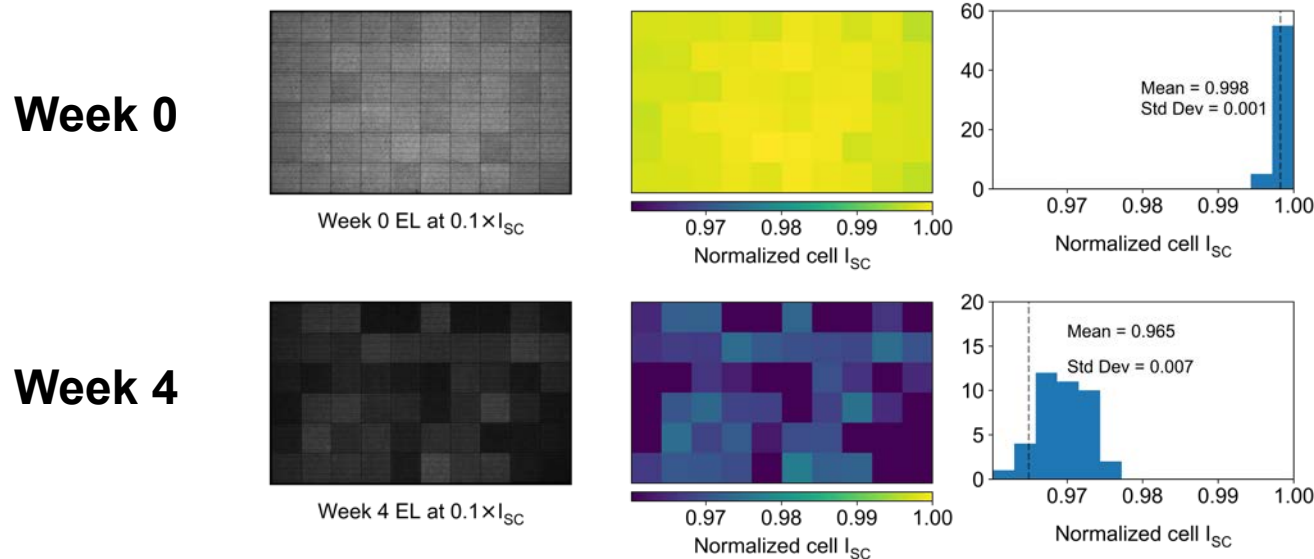 Week 0
Week 0 EL at 0.1×I_SC
0.97 0.98 0.99 1.00
Normalized cell I_SC
60
40
20
0
Mean = 0.998
Std Dev = 0.001
0.97 0.98 0.99 1.00
Normalized cell I_SC
Week 4
Week 4 EL at 0.1×I_SC
0.97 0.98 0.99 1.00
Normalized cell I_SC
20
15
10
5
0
Mean = 0.965
Std Dev = 0.007
0.97 0.98 0.99 1.00
Normalized cell I_SC